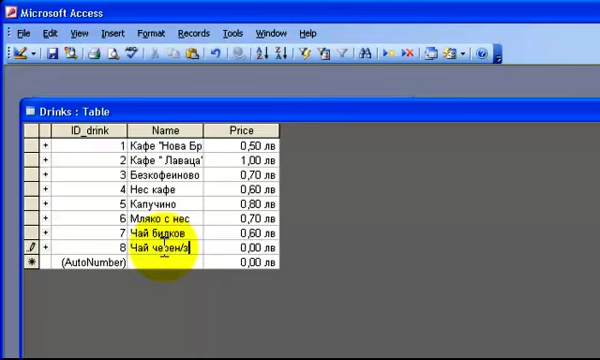 Microsoft Access
File Edit View Insert Format Records Tools Window Help
Drinks : Table
ID_drink Name Price
+ 1 Кафе "Нова Бр 0,50 лв
+ 2 Кафе " Лаваца" 1,00 лв
+ 3 Безкофеиново 0,70 лв
+ 4 Нес кафе 0,60 лв
+ 5 Капучино 0,80 лв
+ 6 Мляко с нес 0,70 лв
+ 7 Чай билков 0,60 лв
+ 8 Чай черен/з 0,00 лв
(AutoNumber) 0,00 лв